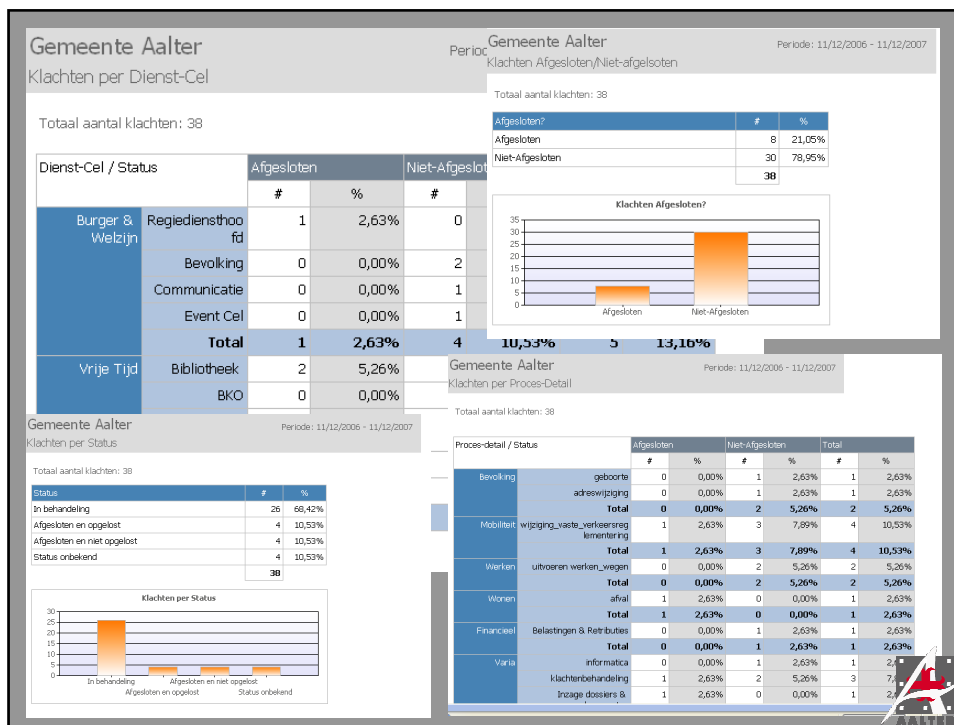 Gemeente Aalter
Klachten per Dienst-Cel
Totaal aantal klachten: 38
Dienst-Cel / Status Afgesloten
# % #
Burger & Welzijn Regiediensthoo fd 1 2,63% 0
Bevolking 0 0,00% 2
Communicatie 0 0,00% 1
Event Cel 0 0,00% 1
Total 1 2,63% 4 10,53% 5 13,16%
Vrije Tijd Bibliotheek 2 5,26%
BKO 0 0,00%
Gemeente Aalter Periode: 11/12/2006 - 11/12/2007
Klachten Afgesloten/Niet-afgelsoten
Totaal aantal klachten: 38
Afgesloten? # %
Afgesloten 8 21,05%
Niet-Afgesloten 30 78,95%
38
Klachten Afgesloten?
35
30
25
20
15
10
5
0
Afgesloten Niet-Afgesloten
Gemeente Aalter Periode: 11/12/2006 - 11/12/2007
Klachten per Status
Totaal aantal klachten: 38
Status # %
In behandeling 26 68,42%
Afgesloten en opgelost 4 10,53%
Afgesloten en niet opgelost 4 10,53%
Status onbekend 4 10,53%
38
Klachten per Status
30
25
20
15
10
5
0
In behandeling Afgesloten en niet opgelost
Afgesloten en opgelost Status onbekend
Gemeente Aalter Periode: 11/12/2006 - 11/12/2007
Klachten per Proces-Detail
Totaal aantal klachten: 38
Proces-detail / Status Afgesloten Niet-Afgesloten Total
# % # % # %
Bevolking geboorte 0 0,00% 1 2,63% 1 2,63%
adreswijziging 0 0,00% 1 2,63% 1 2,63%
Total 0 0,00% 2 5,26% 2 5,26%
Mobiliteit wijziging_vaste_verkeersreg 1 2,63% 3 7,89% 4 10,53%
lementering
Total 1 2,63% 3 7,89% 4 10,53%
Werken uitvoeren werken_wegen 0 0,00% 2 5,26% 2 5,26%
Total 0 0,00% 2 5,26% 2 5,26%
Wonen afval 1 2,63% 0 0,00% 1 2,63%
Total 1 2,63% 0 0,00% 1 2,63%
Financieel Belastingen & Retributies 0 0,00% 1 2,63% 1 2,63%
Total 0 0,00% 1 2,63% 1 2,63%
Varia informatica 0 0,00% 1 2,63% 1
klachtenbehandeling 1 2,63% 2 5,26% 3
Inzage dossiers & 1 2,63% 0 0,00% 1
AALTER